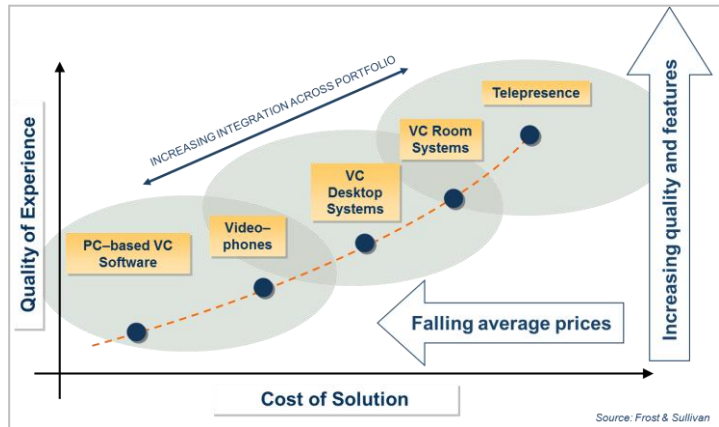 INCREASING INTEGRATION ACROSS PORTFOLIO
Telepresence
VC Room
Systems
VC
Desktop
Systems
Video–
phones
PC–based VC
Software
Quality of Experience
Increasing quality and features
Falling average prices
Cost of Solution
Source: Frost & Sullivan